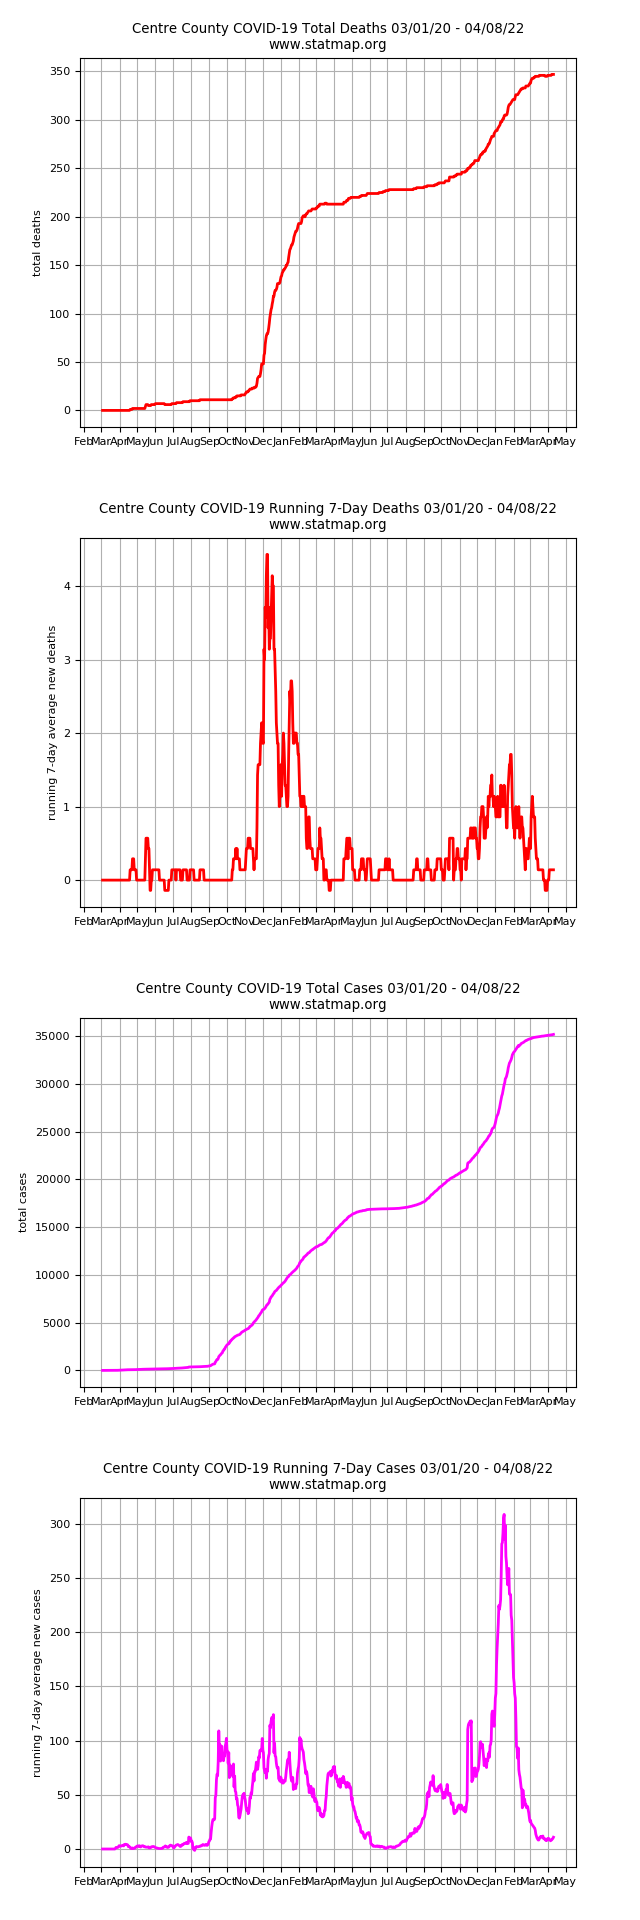 Centre County COVID-19 Total Deaths 03/01/20 - 04/08/22
www.statmap.org
350
300
250
200
150
100
50
0
total deaths
Feb Mar Apr May Jun Jul Aug Sep Oct Nov Dec Jan Feb Mar Apr May Jun Jul Aug Sep Oct Nov Dec Jan Feb Mar Apr May
Centre County COVID-19 Running 7-Day Deaths 03/01/20 - 04/08/22
www.statmap.org
4
3
2
1
0
running 7-day average new deaths
Feb Mar Apr May Jun Jul Aug Sep Oct Nov Dec Jan Feb Mar Apr May Jun Jul Aug Sep Oct Nov Dec Jan Feb Mar Apr May
Centre County COVID-19 Total Cases 03/01/20 - 04/08/22
www.statmap.org
35000
30000
25000
20000
15000
10000
5000
0
total cases
Feb Mar Apr May Jun Jul Aug Sep Oct Nov Dec Jan Feb Mar Apr May Jun Jul Aug Sep Oct Nov Dec Jan Feb Mar Apr May
Centre County COVID-19 Running 7-Day Cases 03/01/20 - 04/08/22
www.statmap.org
300
250
200
150
100
50
0
running 7-day average new cases
Feb Mar Apr May Jun Jul Aug Sep Oct Nov Dec Jan Feb Mar Apr May Jun Jul Aug Sep Oct Nov Dec Jan Feb Mar Apr May